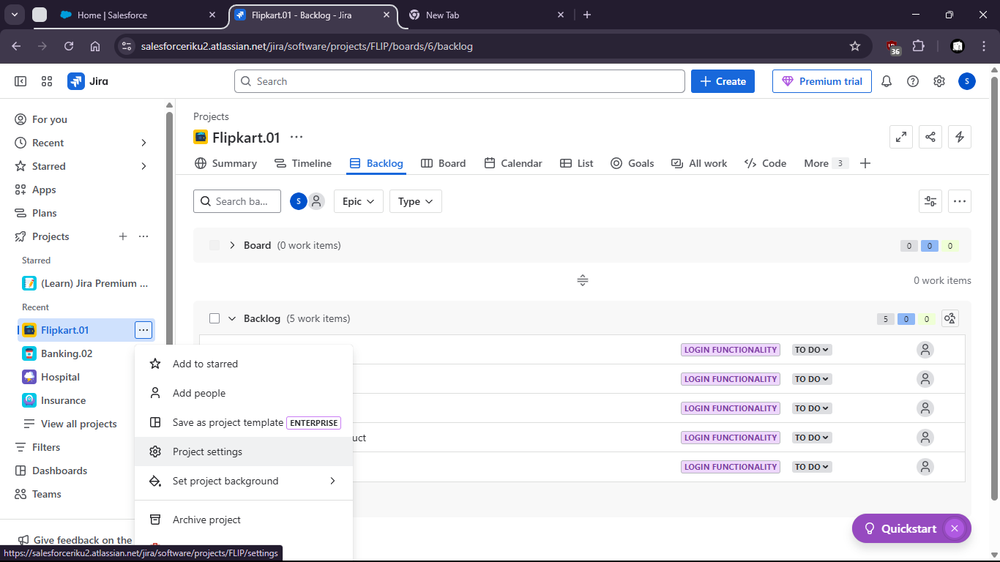 Home | Salesforce
Flipkart.01 - Backlog - Jira
New Tab
salesforceriku2.atlassian.net/jira/software/projects/FLIP/boards/6/backlog
36
Jira
Search
Create
Premium trial
S
For you
Recent
Starred
Apps
Plans
Projects
Starred
(Learn) Jira Premium ...
Recent
Flipkart.01
Banking.02
Hospital
Insurance
View all projects
Filters
Dashboards
Teams
Give feedback on the
Projects
Flipkart.01
Summary
Timeline
Backlog
Board
Calendar
List
Goals
All work
Code
More 3
Search ba...
S
Epic
Type
Board (0 work items)
0 0 0
0 work items
Backlog (5 work items)
5 0 0
LOGIN FUNCTIONALITY TO DO
LOGIN FUNCTIONALITY TO DO
LOGIN FUNCTIONALITY TO DO
uct LOGIN FUNCTIONALITY TO DO
LOGIN FUNCTIONALITY TO DO
Add to starred
Add people
Save as project template ENTERPRISE
Project settings
Set project background
Archive project
Quickstart
https://salesforceriku2.atlassian.net/jira/software/projects/FLIP/settings